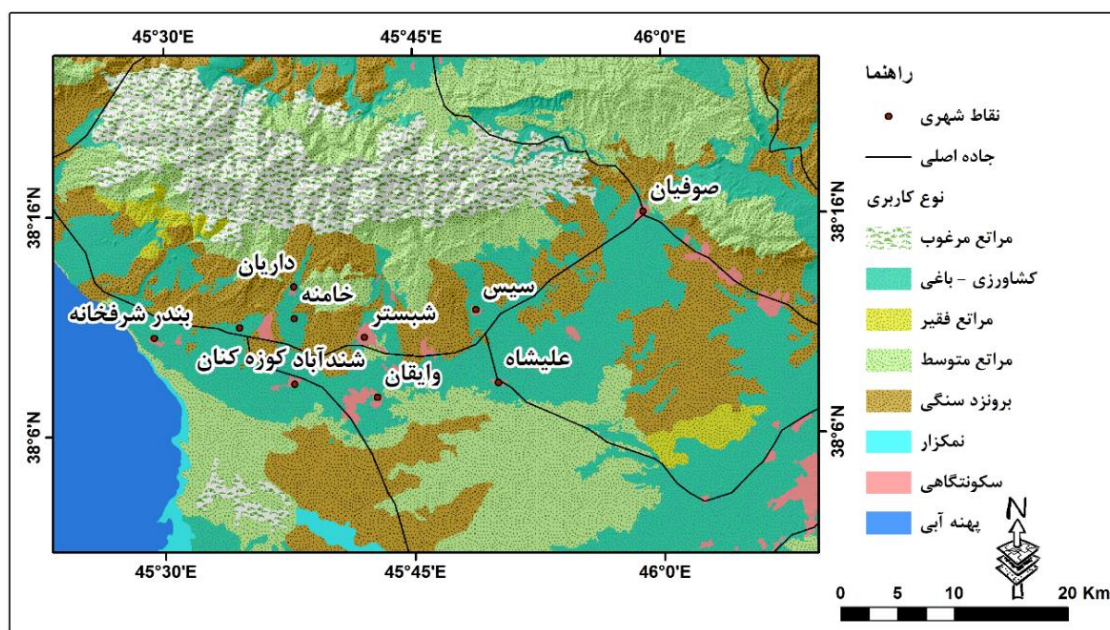 45°30'E
45°45'E
46°0'E
38°16'N
38°16'N
38°6'N
38°6'N
صوفیان
داریان
خامنه
سیس
شبستر
بندر شرفخانه
شندآباد کوزه کنان
علیشاه
وایقان
45°30'E
45°45'E
46°0'E
راهنما
نقاط شهری
جاده اصلی
نوع کاربری
مراتع مرغوب
کشاورزی - باغی
مراتع فقیر
مراتع متوسط
برونزد سنگی
نمکزار
سکونتگاهی
پهنه آبی
N
0 5 10 20 Km